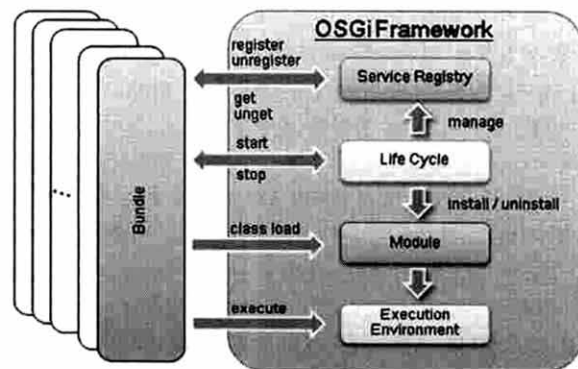 OSGi Framework
register
unregister
Service Registry
get
unget
manage
start
Life Cycle
stop
install / uninstall
...
Bundle
class load
Module
execute
Execution
Environment